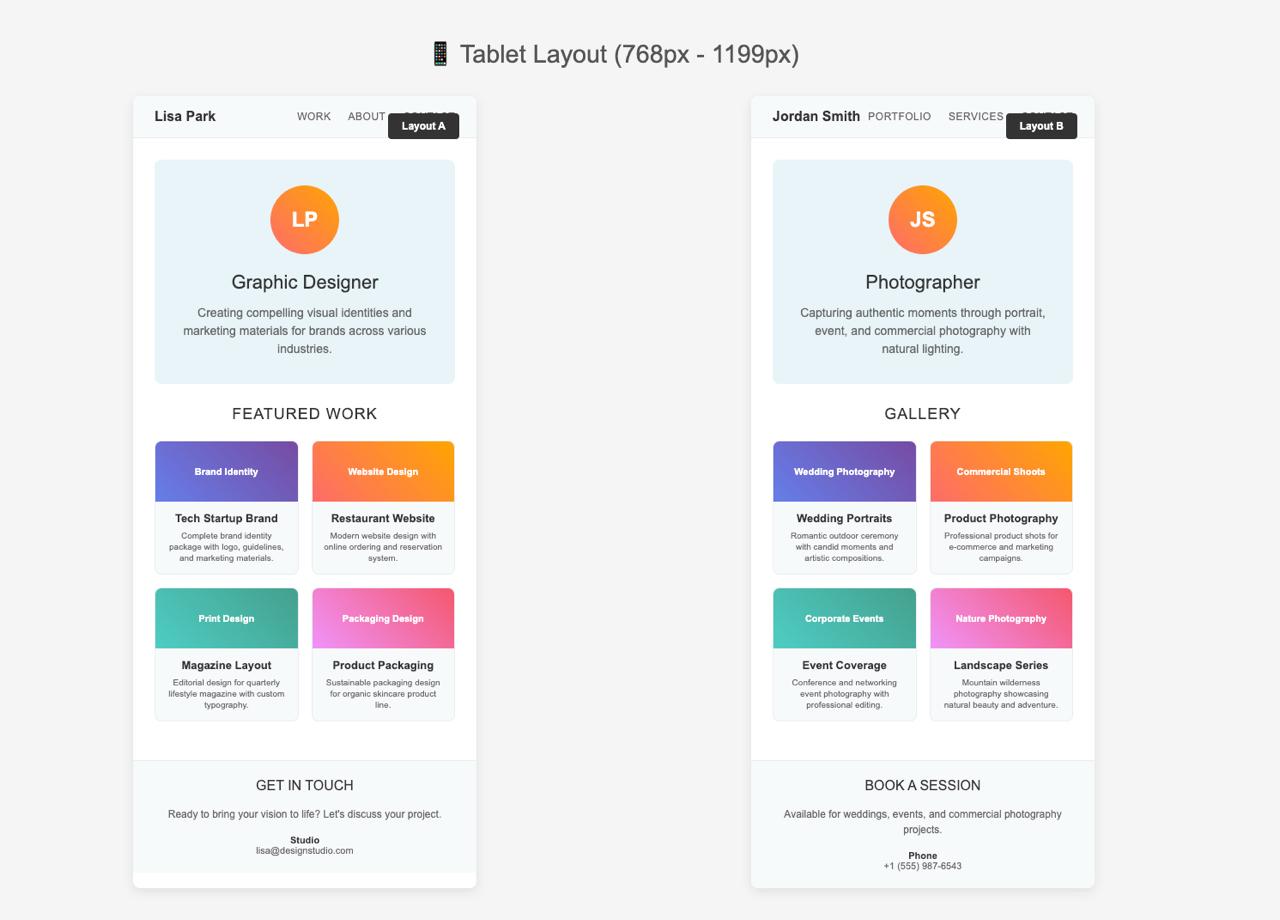 📱 Tablet Layout (768px - 1199px)
Lisa Park
WORK
ABOUT
Layout A
LP
Graphic Designer
Creating compelling visual identities and
marketing materials for brands across various
industries.
FEATURED WORK
Brand Identity
Tech Startup Brand
Complete brand identity
package with logo, guidelines,
and marketing materials.
Website Design
Restaurant Website
Modern website design with
online ordering and reservation
system.
Print Design
Magazine Layout
Editorial design for quarterly
lifestyle magazine with custom
typography.
Packaging Design
Product Packaging
Sustainable packaging design
for organic skincare product
line.
GET IN TOUCH
Ready to bring your vision to life? Let's discuss your project.
Studio
lisa@designstudio.com
Jordan Smith
PORTFOLIO
SERVICES
Layout B
JS
Photographer
Capturing authentic moments through portrait,
event, and commercial photography with
natural lighting.
GALLERY
Wedding Photography
Wedding Portraits
Romantic outdoor ceremony
with candid moments and
artistic compositions.
Commercial Shoots
Product Photography
Professional product shots for
e-commerce and marketing
campaigns.
Corporate Events
Event Coverage
Conference and networking
event photography with
professional editing.
Nature Photography
Landscape Series
Mountain wilderness
photography showcasing
natural beauty and adventure.
BOOK A SESSION
Available for weddings, events, and commercial photography
projects.
Phone
+1 (555) 987-6543